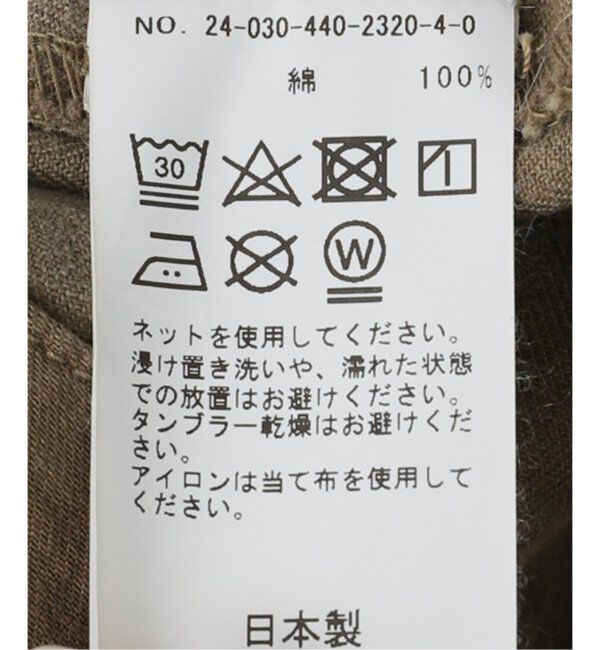 NO. 24-030-440-2320-4-0
綿 100%
30
W
ネットを使用してください。
浸け置き洗いや、濡れた状態
での放置はお避けください。
タンブラー乾燥はお避けくだ
さい。
アイロンは当て布を使用して
ください。
日本製